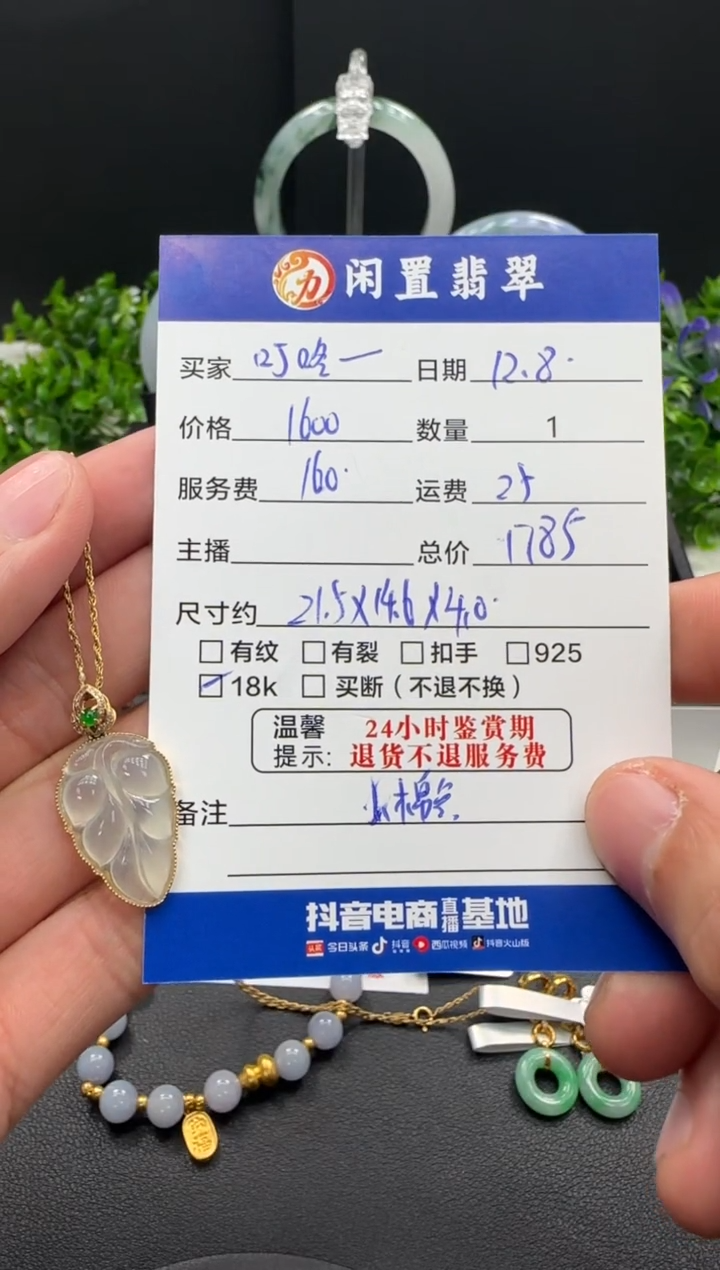 力 闲置翡翠
买家 叮咚一 日期 12.8.
价格 1600 数量 1
服务费 160. 运费 25
主播 总价 1785
尺寸约 21.5X14.6X4.0.
有纹 有裂 扣手 925
18k 买断（不退不换）
温馨 24小时鉴赏期
提示: 退货不退服务费
备注 棉
抖音电商直播基地
头条 今日头条 抖音 西瓜视频 抖音火山版